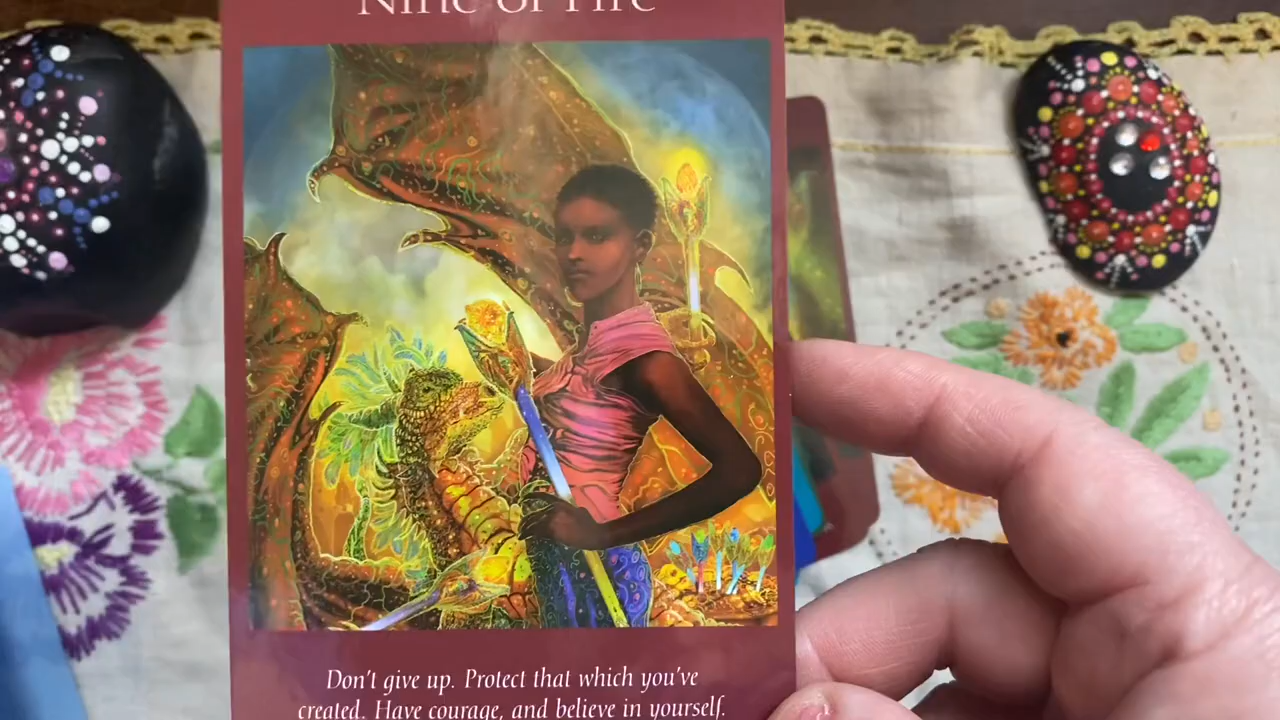 Nine of Fire
Don't give up. Protect that which you've
created. Have courage, and believe in yourself.